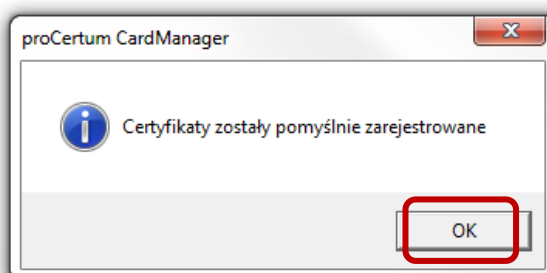 proCertum CardManager
Certyfikaty zostały pomyślnie zarejestrowane
OK